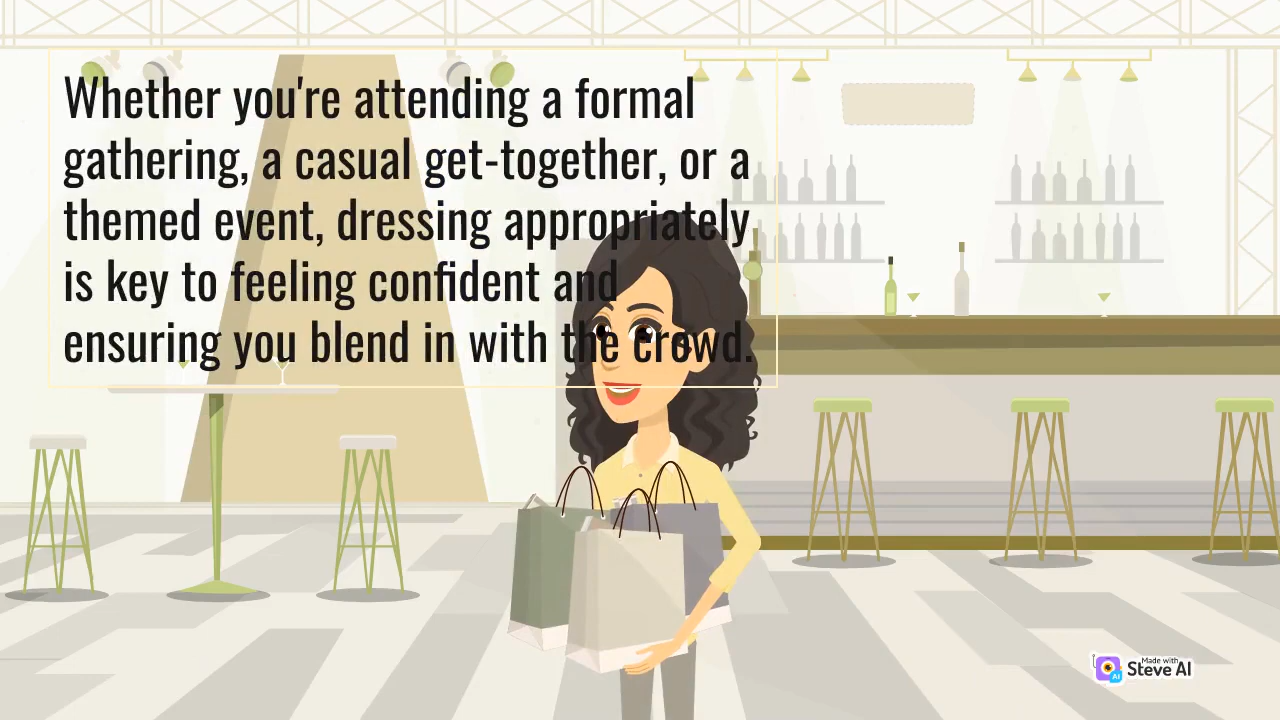 Whether you're attending a formal
gathering, a casual get-together, or a
themed event, dressing appropriately
is key to feeling confident and
ensuring you blend in with the crowd.
Made with
Steve AI
AI